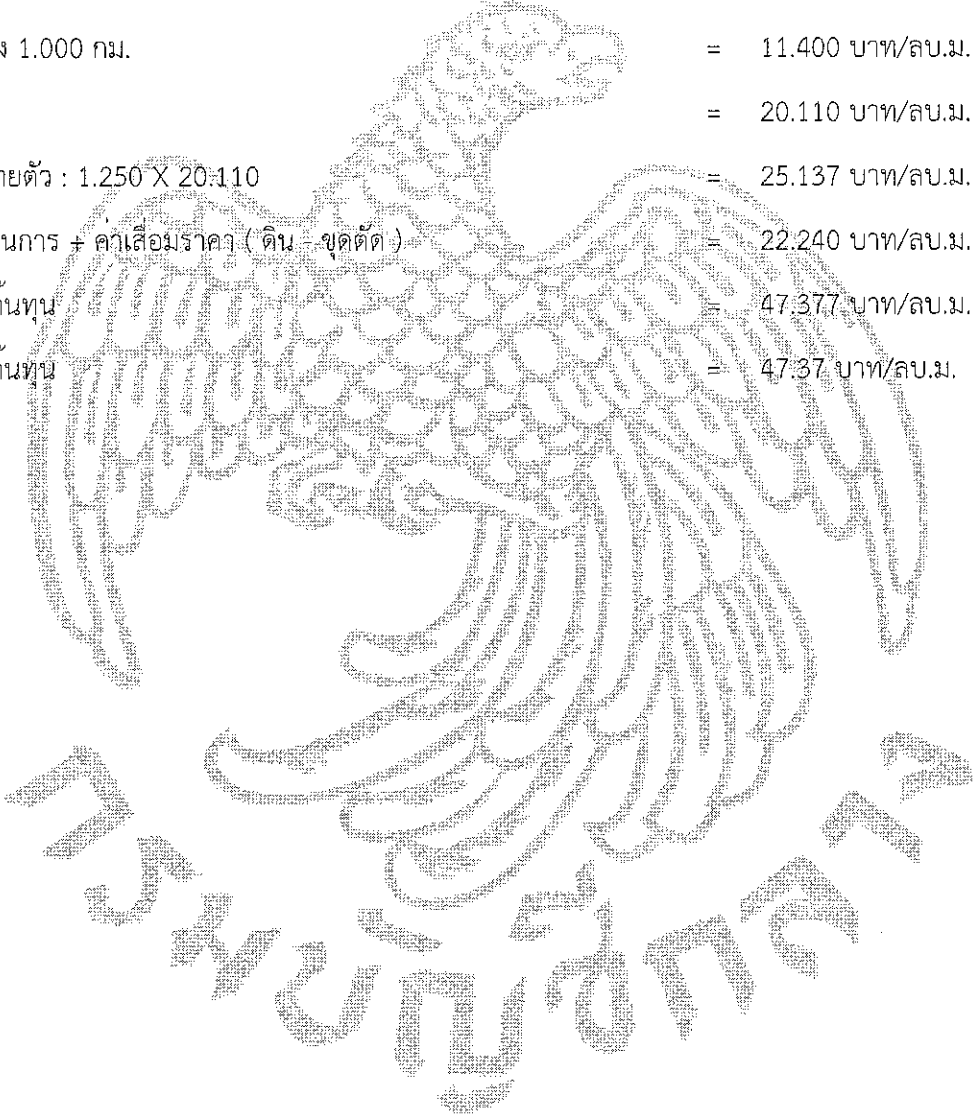 ง 1.000 กม. = 11.400 บาท/ลบ.ม.
= 20.110 บาท/ลบ.ม.
ายตัว : 1.250 X 20.110 = 25.137 บาท/ลบ.ม.
นการ + ค่าเสื่อมราคา ( ดิน - ขุดตัด ) = 22.240 บาท/ลบ.ม.
้นทุน = 47.377 บาท/ลบ.ม.
้นทุน = 47.37 บาท/ลบ.ม.